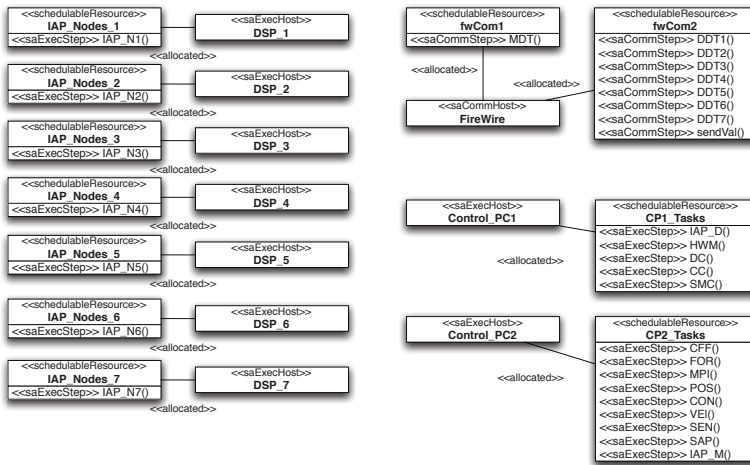 <<schedulableResource>>
IAP_Nodes_1
<<saExecStep>> IAP_N1()
<<saExecHost>>
DSP_1
<<allocated>>
<<schedulableResource>>
IAP_Nodes_2
<<saExecStep>> IAP_N2()
<<saExecHost>>
DSP_2
<<allocated>>
<<schedulableResource>>
IAP_Nodes_3
<<saExecStep>> IAP_N3()
<<saExecHost>>
DSP_3
<<allocated>>
<<schedulableResource>>
IAP_Nodes_4
<<saExecStep>> IAP_N4()
<<saExecHost>>
DSP_4
<<allocated>>
<<schedulableResource>>
IAP_Nodes_5
<<saExecStep>> IAP_N5()
<<saExecHost>>
DSP_5
<<allocated>>
<<schedulableResource>>
IAP_Nodes_6
<<saExecStep>> IAP_N6()
<<saExecHost>>
DSP_6
<<allocated>>
<<schedulableResource>>
IAP_Nodes_7
<<saExecStep>> IAP_N7()
<<saExecHost>>
DSP_7
<<allocated>>
<<schedulableResource>>
fwCom1
<<saCommStep>> MDT()
<<allocated>>
<<allocated>>
<<saCommHost>>
FireWire
<<schedulableResource>>
fwCom2
<<saCommStep>> DDT1()
<<saCommStep>> DDT2()
<<saCommStep>> DDT3()
<<saCommStep>> DDT4()
<<saCommStep>> DDT5()
<<saCommStep>> DDT6()
<<saCommStep>> DDT7()
<<saCommStep>> sendVal()
<<saExecHost>>
Control_PC1
<<allocated>>
<<schedulableResource>>
CP1_Tasks
<<saExecStep>> IAP_D()
<<saExecStep>> HWM()
<<saExecStep>> DC()
<<saExecStep>> CC()
<<saExecStep>> SMC()
<<saExecHost>>
Control_PC2
<<allocated>>
<<schedulableResource>>
CP2_Tasks
<<saExecStep>> CFF()
<<saExecStep>> FOR()
<<saExecStep>> MPI()
<<saExecStep>> POS()
<<saExecStep>> CON()
<<saExecStep>> VEl()
<<saExecStep>> SEN()
<<saExecStep>> SAP()
<<saExecStep>> IAP_M()